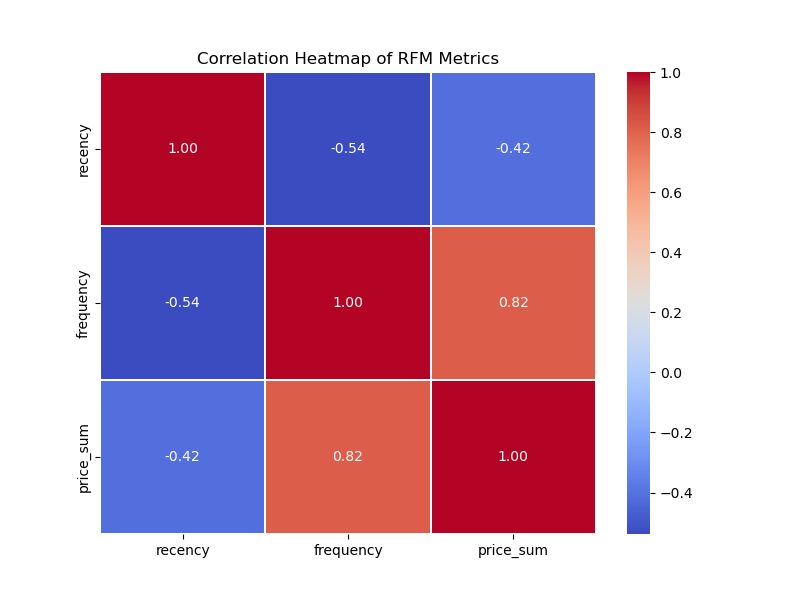 Correlation Heatmap of RFM Metrics
recency
1.00
-0.54
-0.42
frequency
-0.54
1.00
0.82
price_sum
-0.42
0.82
1.00
recency
frequency
price_sum
1.0
0.8
0.6
0.4
0.2
0.0
−0.2
−0.4